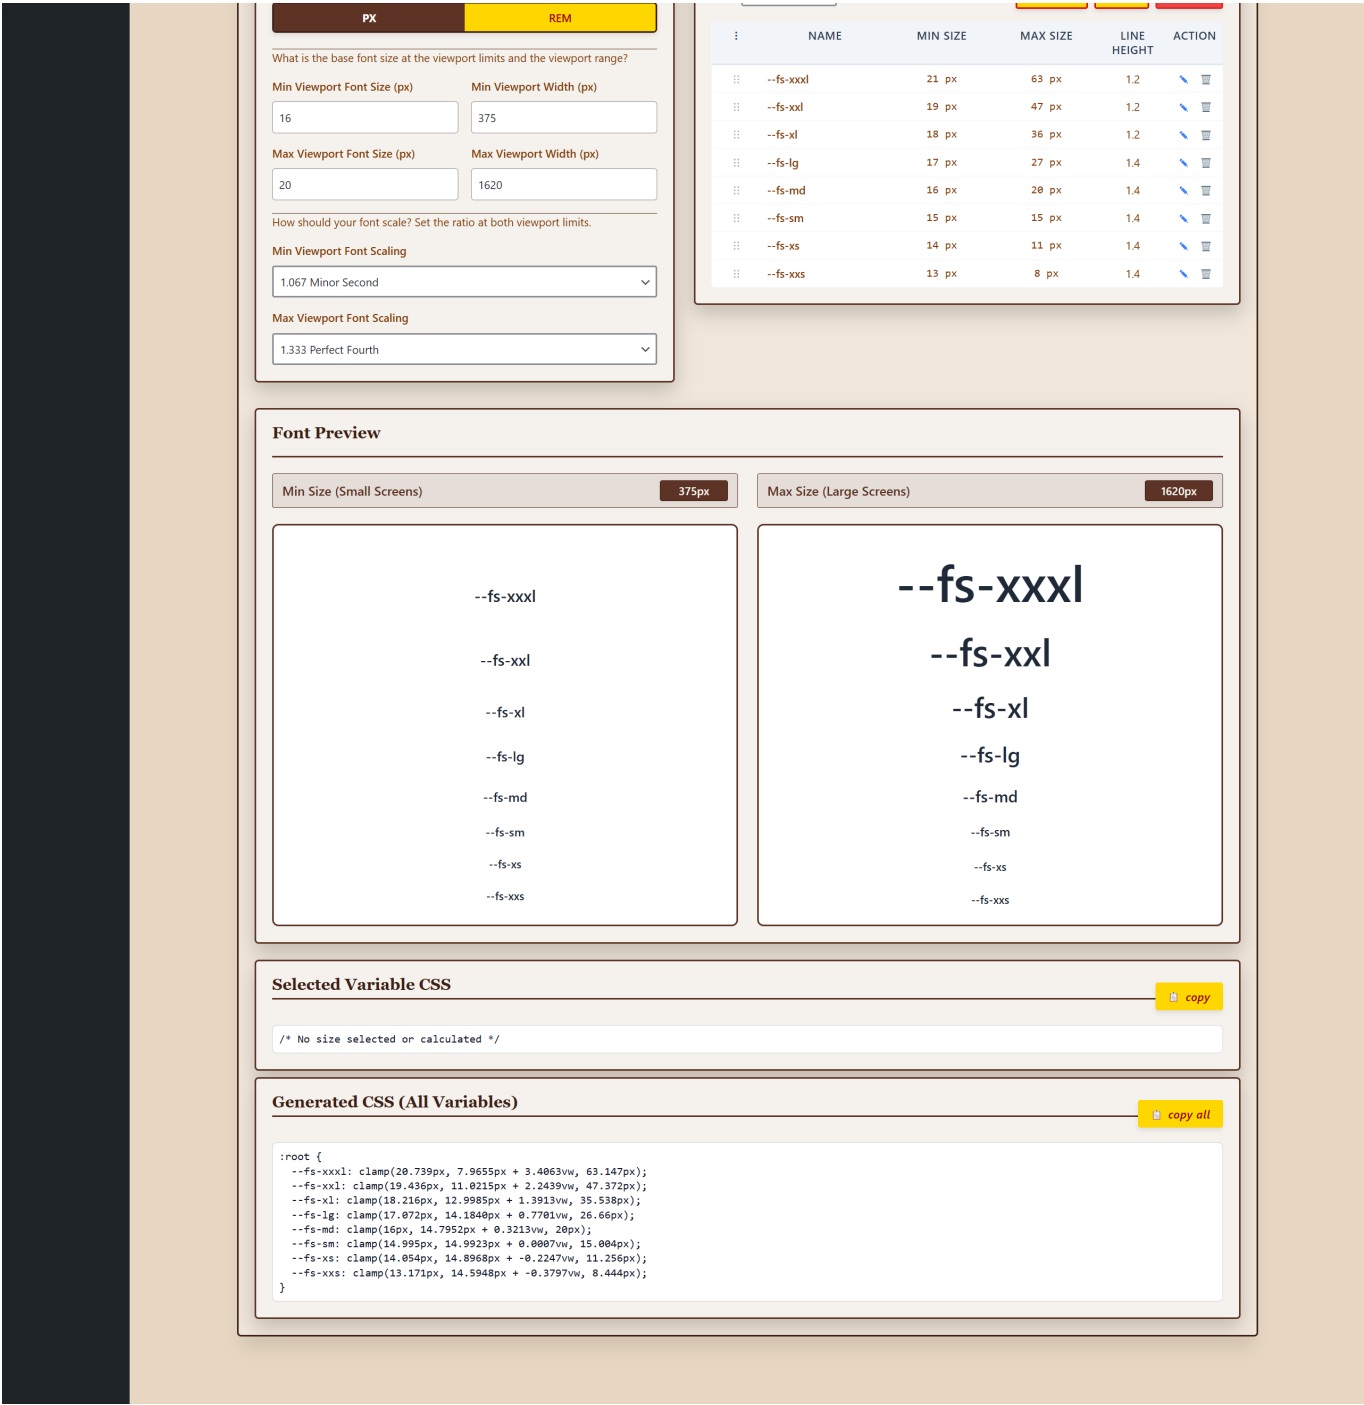 PX
REM
What is the base font size at the viewport limits and the viewport range?
Min Viewport Font Size (px)
Min Viewport Width (px)
16
375
Max Viewport Font Size (px)
Max Viewport Width (px)
20
1620
How should your font scale? Set the ratio at both viewport limits.
Min Viewport Font Scaling
1.067 Minor Second
Max Viewport Font Scaling
1.333 Perfect Fourth
NAME MIN SIZE MAX SIZE LINE HEIGHT ACTION
--fs-xxxl 21 px 63 px 1.2
--fs-xxl 19 px 47 px 1.2
--fs-xl 18 px 36 px 1.2
--fs-lg 17 px 27 px 1.4
--fs-md 16 px 20 px 1.4
--fs-sm 15 px 15 px 1.4
--fs-xs 14 px 11 px 1.4
--fs-xxs 13 px 8 px 1.4
Font Preview
Min Size (Small Screens)
375px
--fs-xxxl
--fs-xxl
--fs-xl
--fs-lg
--fs-md
--fs-sm
--fs-xs
--fs-xxs
Max Size (Large Screens)
1620px
--fs-xxxl
--fs-xxl
--fs-xl
--fs-lg
--fs-md
--fs-sm
--fs-xs
--fs-xxs
Selected Variable CSS
copy
/* No size selected or calculated */
Generated CSS (All Variables)
copy all
:root {
--fs-xxxl: clamp(20.739px, 7.9655px + 3.4063vw, 63.147px);
--fs-xxl: clamp(19.436px, 11.0215px + 2.2439vw, 47.372px);
--fs-xl: clamp(18.216px, 12.9985px + 1.3913vw, 35.538px);
--fs-lg: clamp(17.072px, 14.1840px + 0.7701vw, 26.66px);
--fs-md: clamp(16px, 14.7952px + 0.3213vw, 20px);
--fs-sm: clamp(14.995px, 14.9923px + 0.0007vw, 15.004px);
--fs-xs: clamp(14.054px, 14.8968px + -0.2247vw, 11.256px);
--fs-xxs: clamp(13.171px, 14.5948px + -0.3797vw, 8.444px);
}